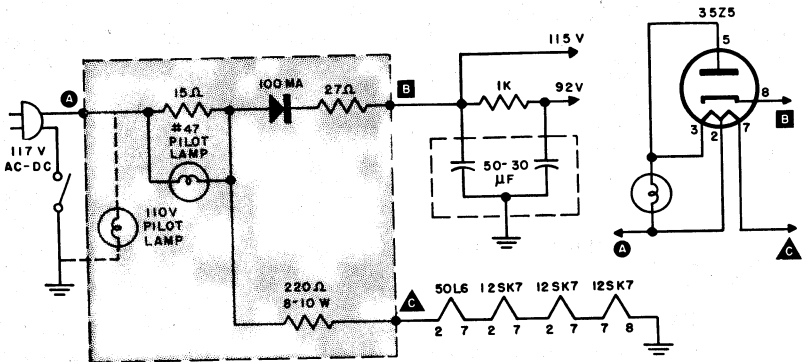 35Z5
5
8
B
3
2
7
A
C
115 V
1K
92V
50-30
µF
A
15Ω
#47
PILOT
LAMP
100 MA
27Ω
B
117 V
AC-DC
110V
PILOT
LAMP
220Ω
8-10 W
C
50L6 12SK7 12SK7 12SK7
2 7 2 7 2 7 7 8